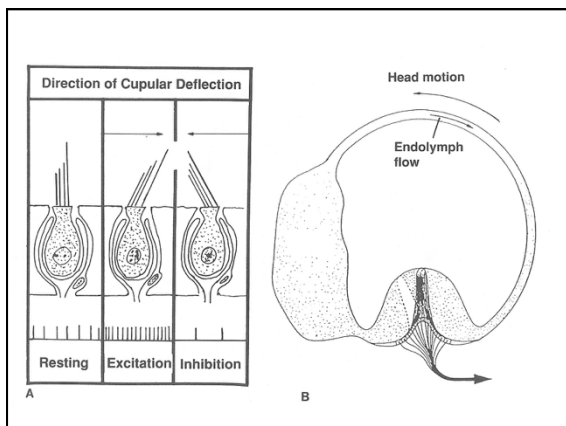 Direction of Cupular Deflection
Resting
Excitation
Inhibition
A
Head motion
Endolymph
flow
B